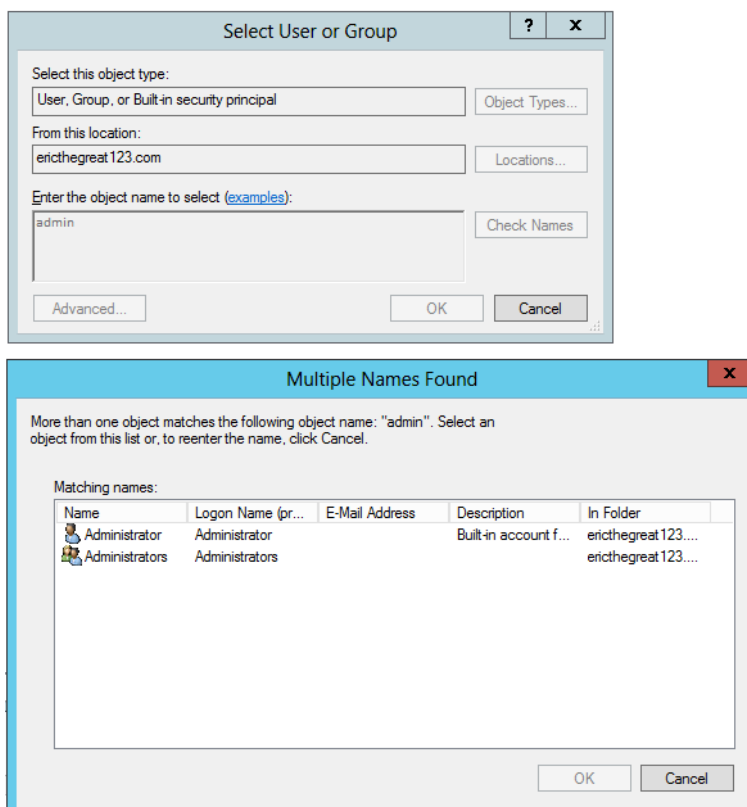 Select User or Group
? x
Select this object type:
User, Group, or Built-in security principal
Object Types...
From this location:
ericthegreat123.com
Locations...
Enter the object name to select (examples):
admin
Check Names
Advanced...
OK
Cancel
Multiple Names Found
x
More than one object matches the following object name: "admin". Select an
object from this list or, to reenter the name, click Cancel.
Matching names:
Name Logon Name (pr... E-Mail Address Description In Folder
Administrator Administrator Built-in account f... ericthegreat123....
Administrators Administrators ericthegreat123....
OK Cancel